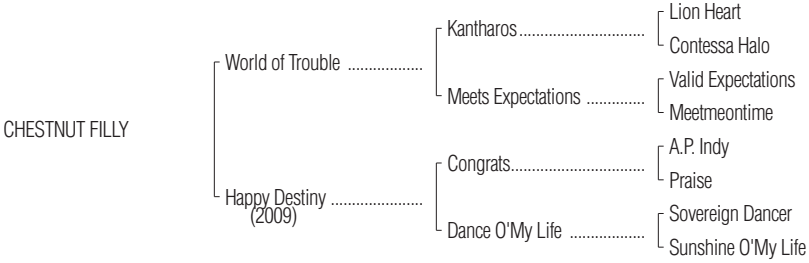 Lion Heart
Kantharos..............................
Contessa Halo
World of Trouble ..................
Valid Expectations
Meets Expectations ..............
Meetmeontime
CHESTNUT FILLY
A.P. Indy
Congrats................................
Praise
Happy Destiny ......................
(2009)
Sovereign Dancer
Dance O'My Life ..................
Sunshine O'My Life